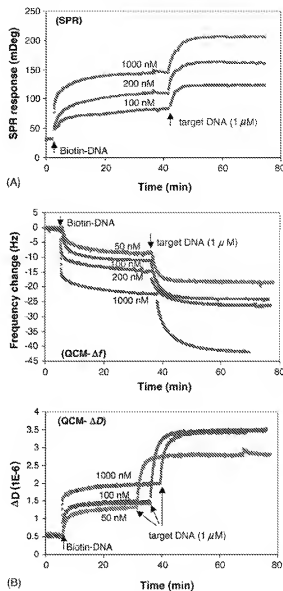 (SPR)
250
200
150
100
50
0
SPR response (mDeg)
1000 nM
200 nM
100 nM
target DNA (1 µM)
Biotin-DNA
0 20 40 60 80
Time (min)
(A)
Biotin-DNA
0
-5
-10
-15
-20
-25
-30
-35
-40
-45
Frequency change (Hz)
50 nM
100 nM
200 nM
1000 nM
target DNA (1 µM)
(QCM-Δf)
0 20 40 60 80
Time (min)
(QCM- ΔD)
4
3.5
3
2.5
2
1.5
1
0.5
0
ΔD (1E-6)
1000 nM
100 nM
50 nM
target DNA (1 µM)
Biotin-DNA
0 20 40 60 80
(B)
Time (min)